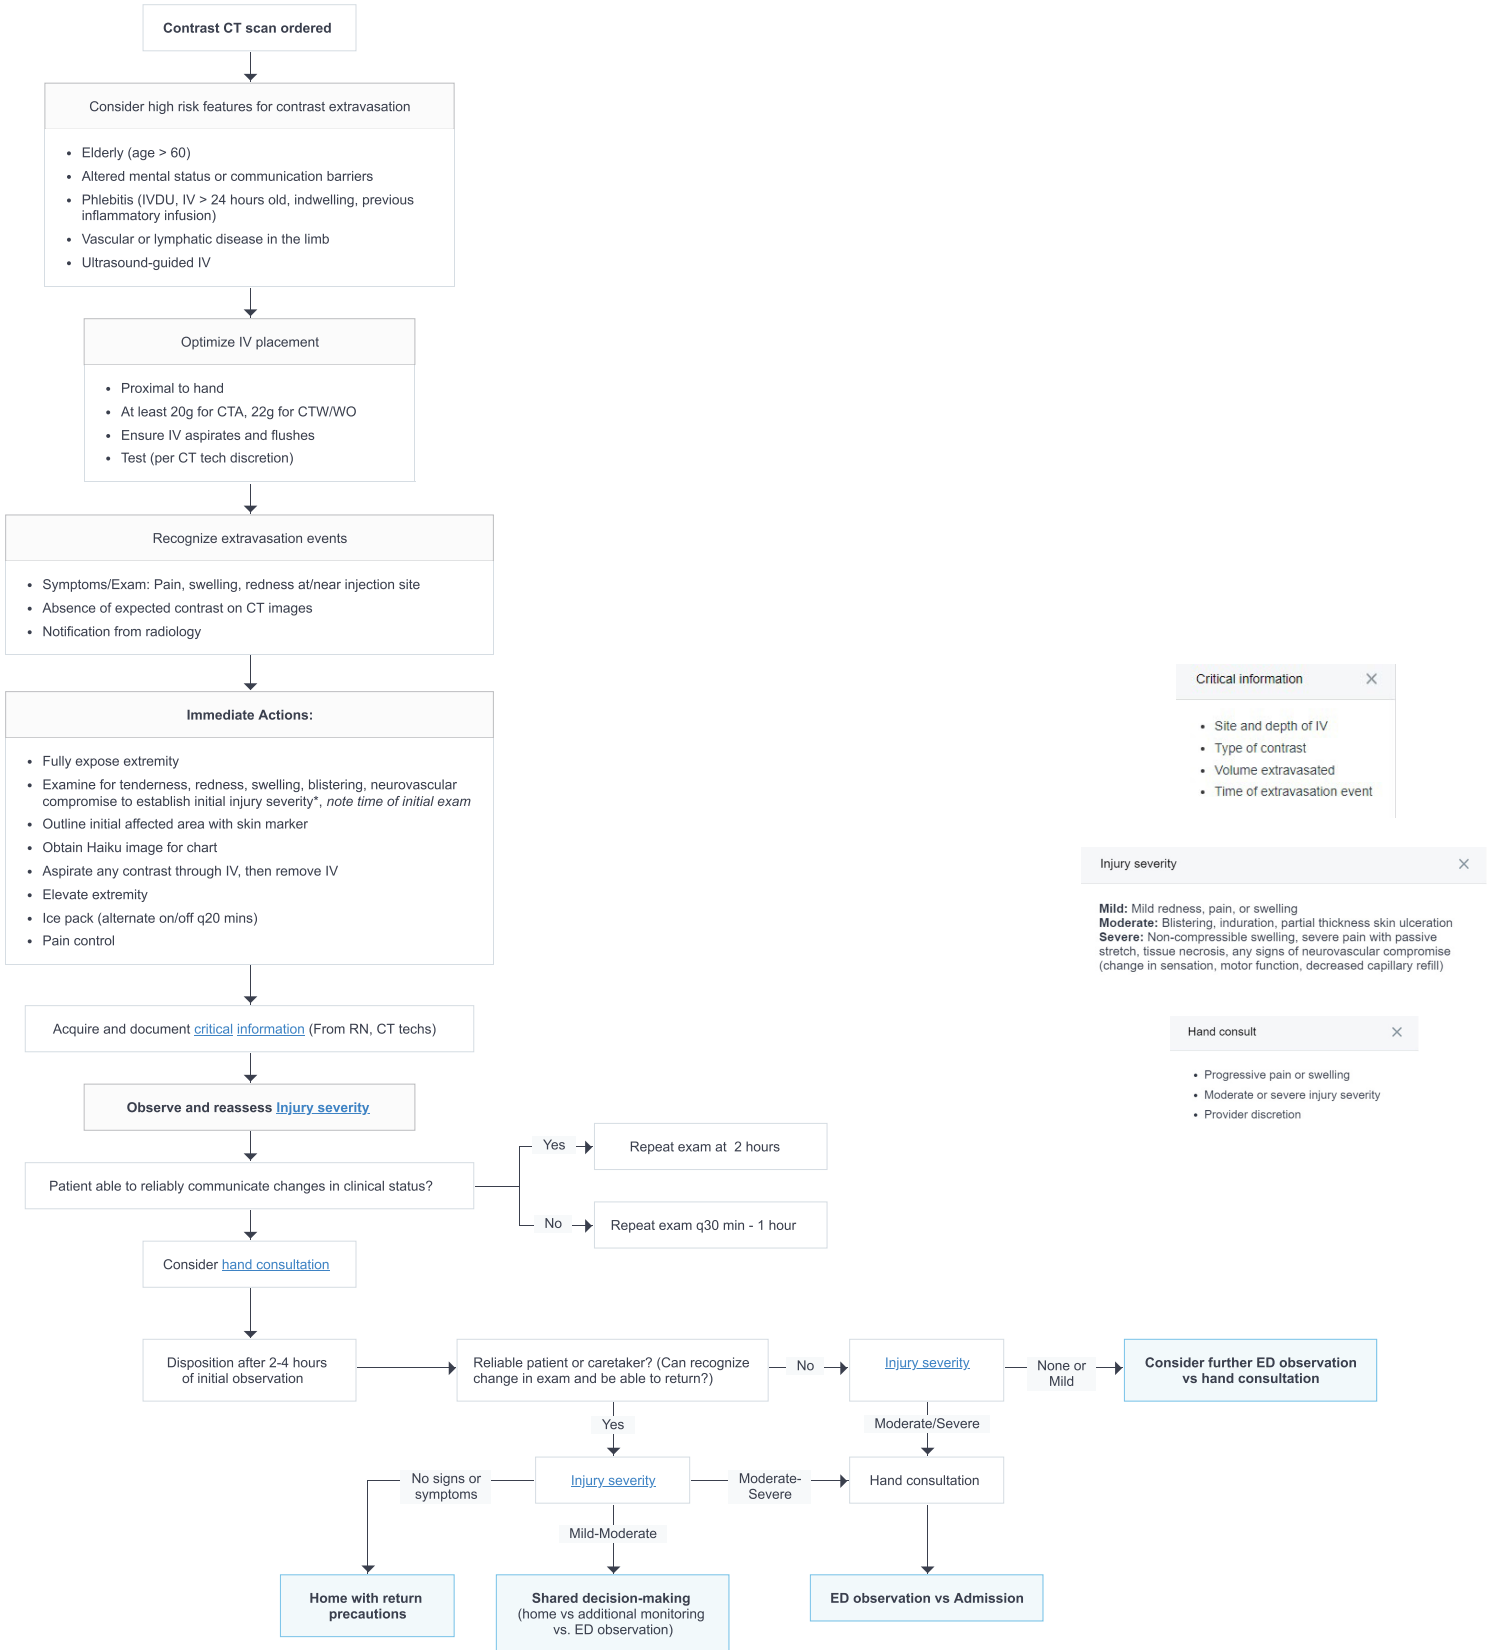 Contrast CT scan ordered
Consider high risk features for contrast extravasation
• Elderly (age > 60)
• Altered mental status or communication barriers
• Phlebitis (IVDU, IV > 24 hours old, indwelling, previous
inflammatory infusion)
• Vascular or lymphatic disease in the limb
• Ultrasound-guided IV
Optimize IV placement
• Proximal to hand
• At least 20g for CTA, 22g for CTW/WO
• Ensure IV aspirates and flushes
• Test (per CT tech discretion)
Recognize extravasation events
• Symptoms/Exam: Pain, swelling, redness at/near injection site
• Absence of expected contrast on CT images
• Notification from radiology
Immediate Actions:
• Fully expose extremity
• Examine for tenderness, redness, swelling, blistering, neurovascular
compromise to establish initial injury severity*, note time of initial exam
• Outline initial affected area with skin marker
• Obtain Haiku image for chart
• Aspirate any contrast through IV, then remove IV
• Elevate extremity
• Ice pack (alternate on/off q20 mins)
• Pain control
Critical information
• Site and depth of IV
• Type of contrast
• Volume extravasated
• Time of extravasation event
Injury severity
Mild: Mild redness, pain, or swelling
Moderate: Blistering, induration, partial thickness skin ulceration
Severe: Non-compressible swelling, severe pain with passive
stretch, tissue necrosis, any signs of neurovascular compromise
(change in sensation, motor function, decreased capillary refill)
Hand consult
• Progressive pain or swelling
• Moderate or severe injury severity
• Provider discretion
Acquire and document critical information (From RN, CT techs)
Observe and reassess Injury severity
Patient able to reliably communicate changes in clinical status?
Yes
Repeat exam at 2 hours
No
Repeat exam q30 min - 1 hour
Consider hand consultation
Disposition after 2-4 hours
of initial observation
Reliable patient or caretaker? (Can recognize
change in exam and be able to return?)
No
Injury severity
None or
Mild
Consider further ED observation
vs hand consultation
Yes
Moderate/Severe
No signs or
symptoms
Injury severity
Moderate-
Severe
Hand consultation
Mild-Moderate
Home with return
precautions
Shared decision-making
(home vs additional monitoring
vs. ED observation)
ED observation vs Admission